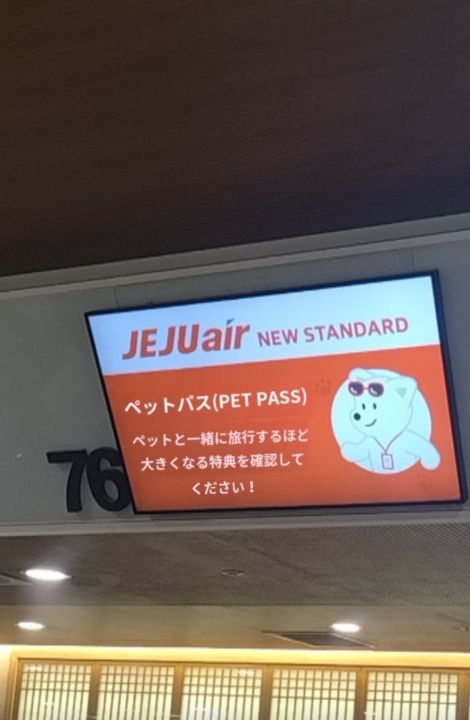 JEJUair NEW STANDARD
ペットパス(PET PASS)
ペットと一緒に旅行するほど
大きくなる特典を確認して
ください！
76